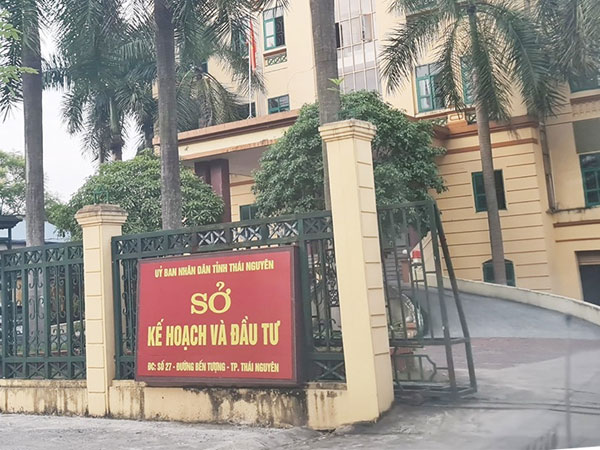 UỶ BAN NHÂN DÂN TỈNH THÁI NGUYÊN
SỞ
KẾ HOẠCH VÀ ĐẦU TƯ
ĐC: SỐ 27 - ĐƯỜNG BẾN TƯỢNG - TP. THÁI NGUYÊN